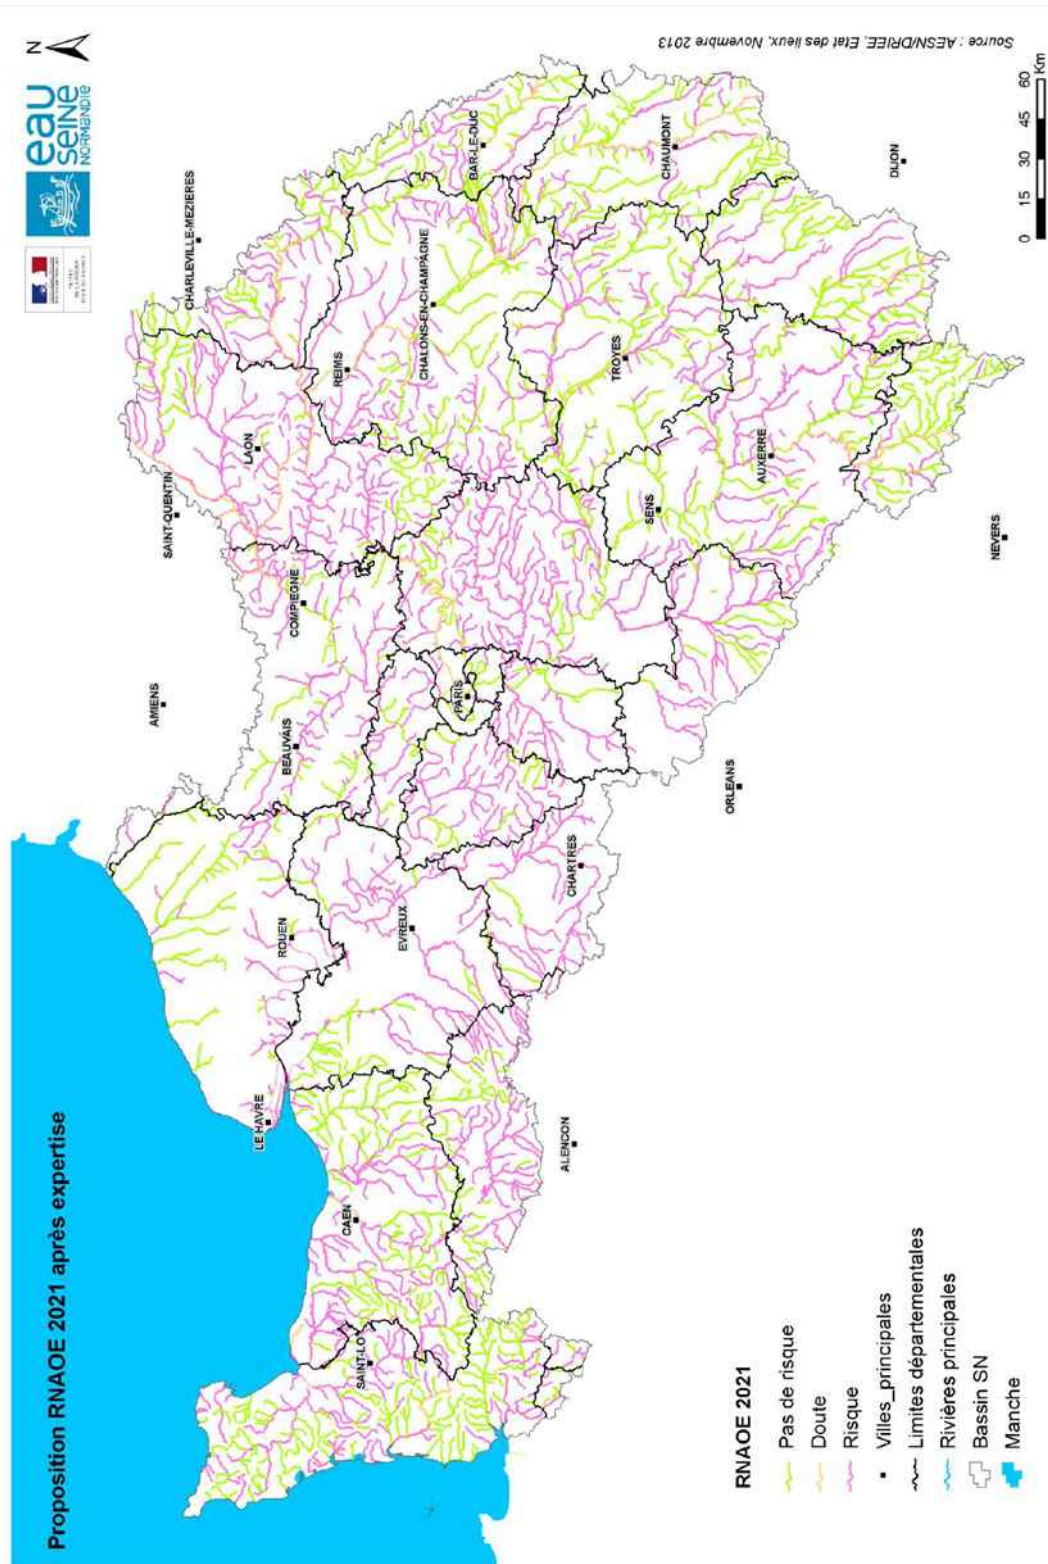 Proposition RNAOE 2021 après expertise
eau
SEINE
NORMANDIE
N
CHARLEVILLE-MEZIERES
SAINT-QUENTIN
AMIENS
LAON
COMPIEGNE
BEAUVAIS
ROUEN
LE HAVRE
REIMS
BAR-LE-DUC
CHALONS-EN-CHAMPAGNE
PARIS
EVREUX
CAEN
SAINT-LO
CHAUMONT
TROYES
SENS
CHARTRES
ALENCON
AUXERRE
ORLEANS
DIJON
NEVERS
RNAOE 2021
Pas de risque
Doute
Risque
Villes_principales
Limites départementales
Rivières principales
Bassin SN
Manche
0 15 30 45 60
Km
Source : AESN/DRIEE, Etat des lieux, Novembre 2013